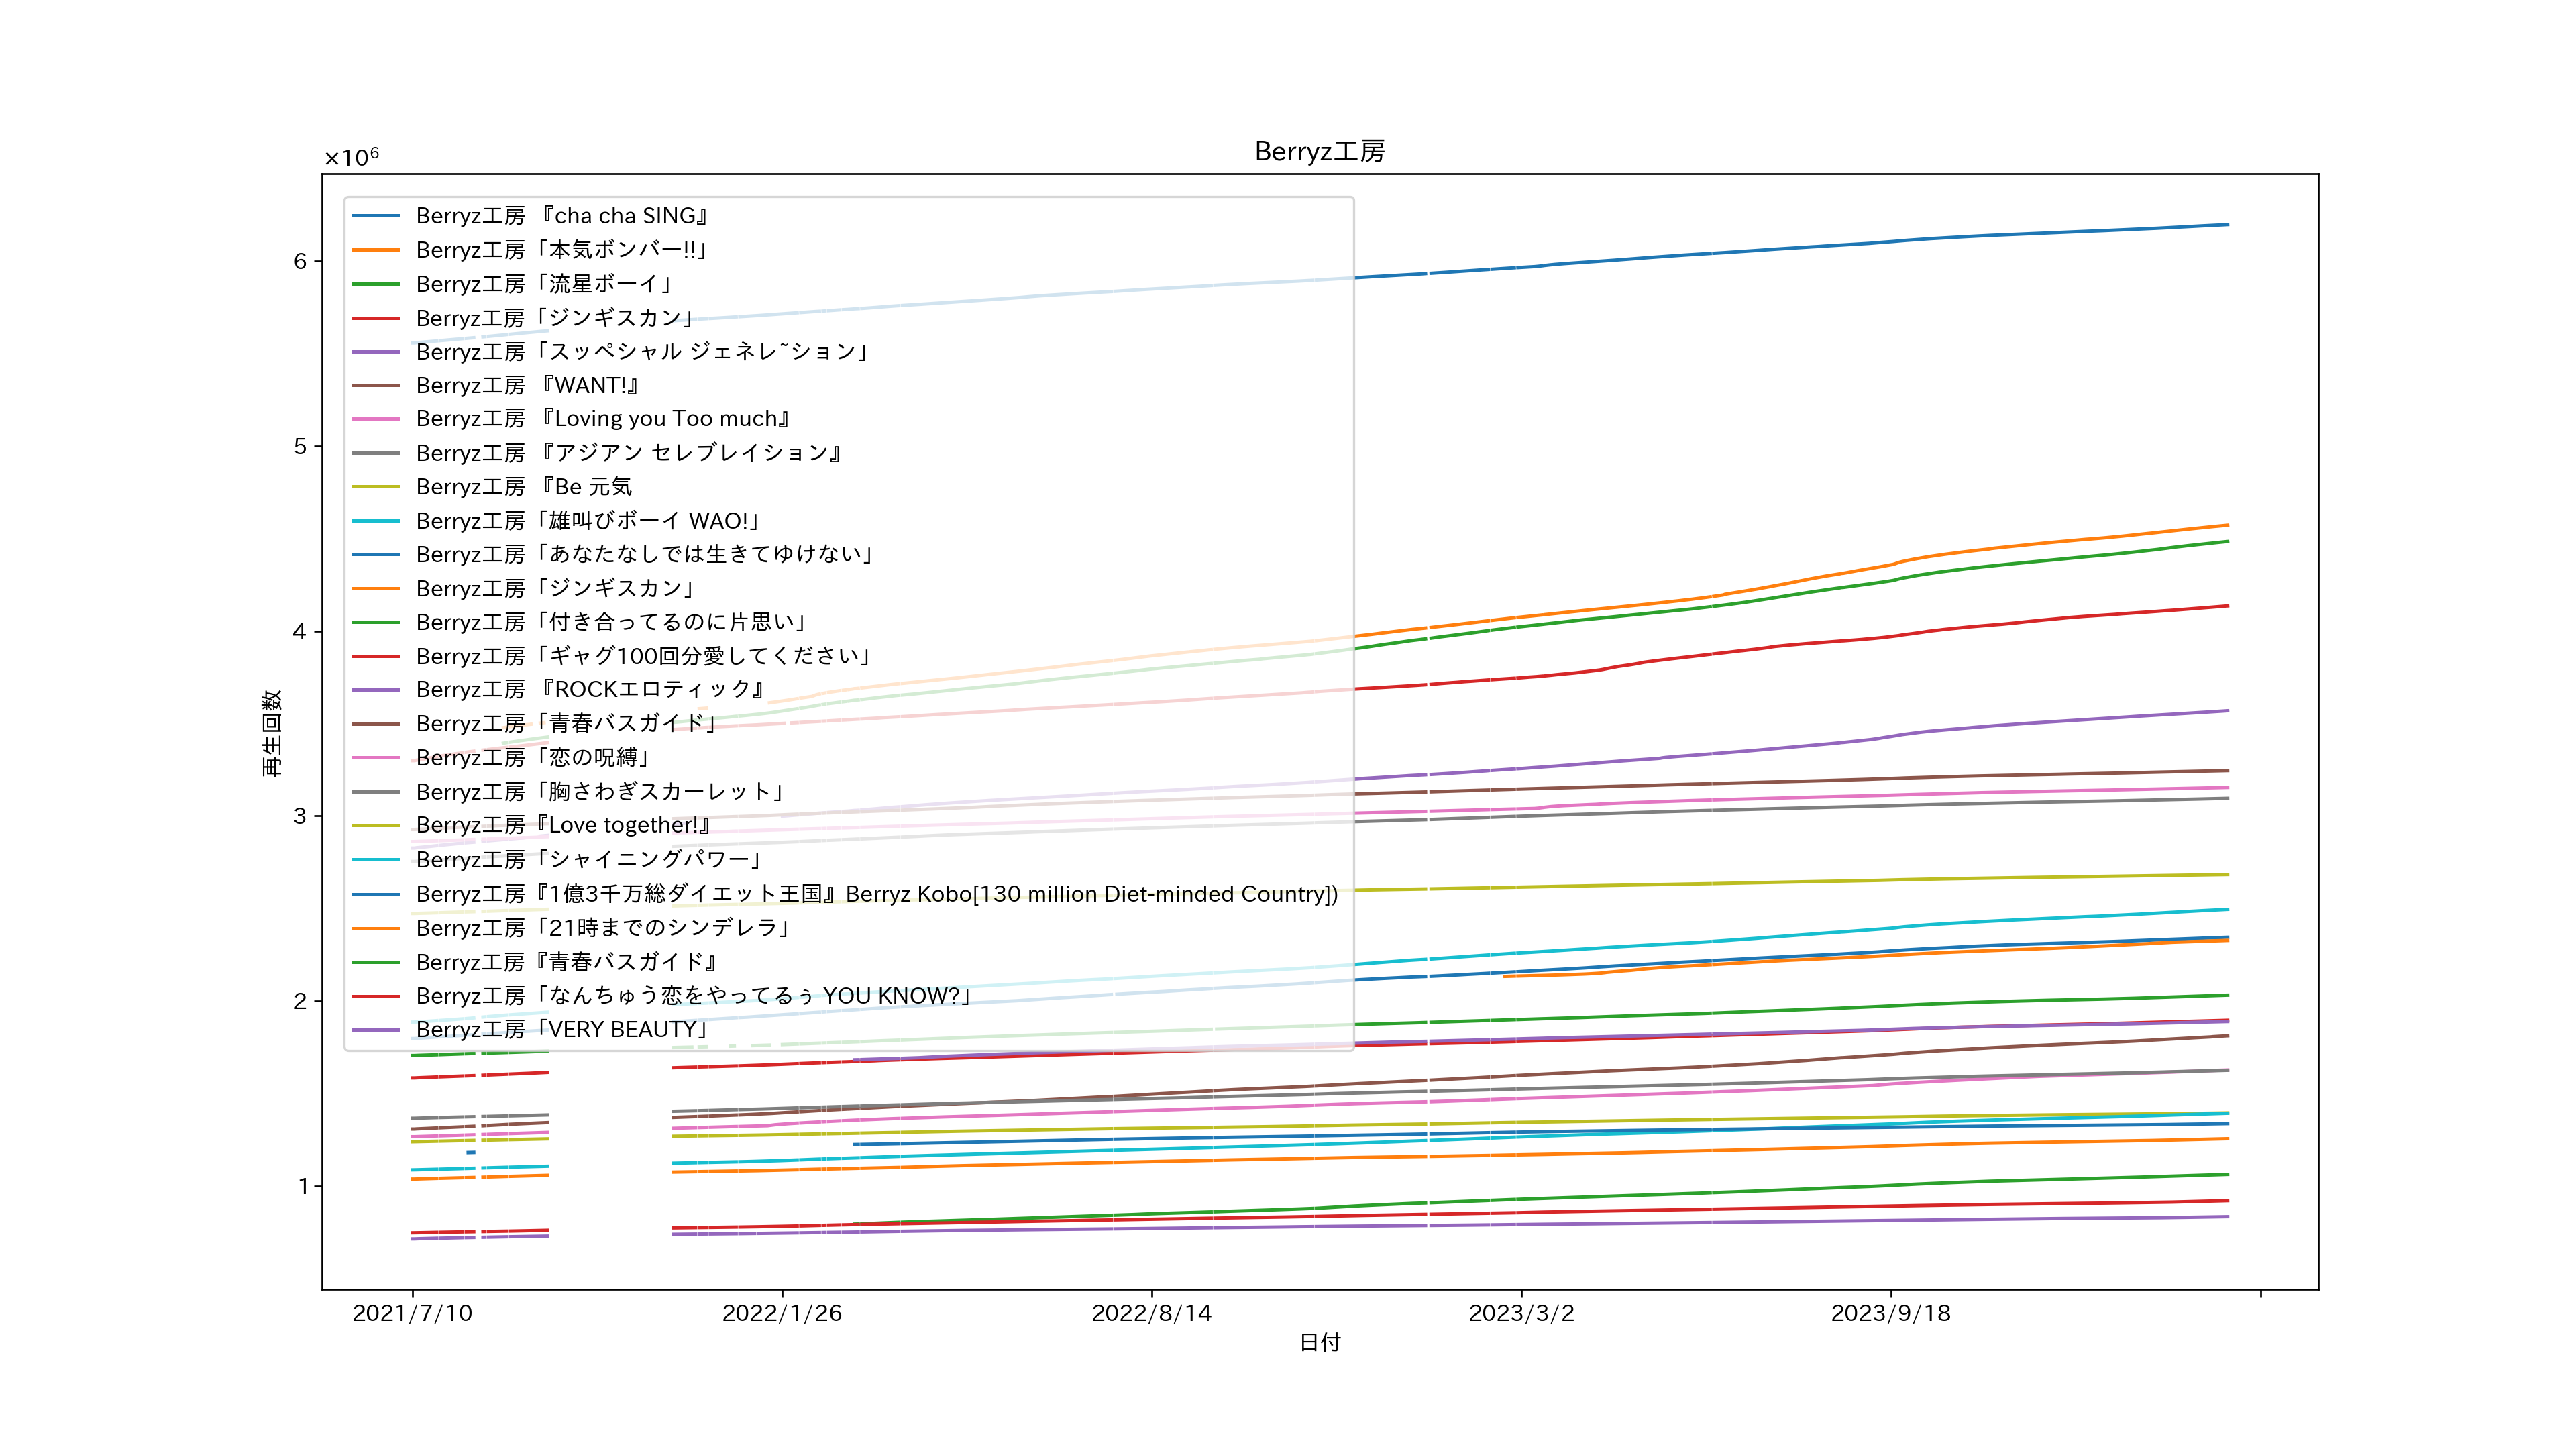 Berryz工房
×10⁶
Berryz工房 『cha cha SING』
Berryz工房「本気ボンバー!!」
Berryz工房「流星ボーイ」
Berryz工房「ジンギスカン」
Berryz工房「スッペシャル ジェネレ~ション」
Berryz工房 『WANT!』
Berryz工房 『Loving you Too much』
Berryz工房 『アジアン セレブレイション』
Berryz工房 『Be 元気
Berryz工房「雄叫びボーイ WAO!」
Berryz工房「あなたなしでは生きてゆけない」
Berryz工房「ジンギスカン」
Berryz工房「付き合ってるのに片思い」
Berryz工房「ギャグ100回分愛してください」
Berryz工房 『ROCKエロティック』
Berryz工房「青春バスガイド」
Berryz工房「恋の呪縛」
Berryz工房「胸さわぎスカーレット」
Berryz工房『Love together!』
Berryz工房「シャイニングパワー」
Berryz工房『1億3千万総ダイエット王国』Berryz Kobo[130 million Diet-minded Country])
Berryz工房「21時までのシンデレラ」
Berryz工房『青春バスガイド』
Berryz工房「なんちゅう恋をやってるぅ YOU KNOW?」
Berryz工房「VERY BEAUTY」
6
5
4
3
2
1
再生回数
2021/7/10 2022/1/26 2022/8/14 2023/3/2 2023/9/18
日付